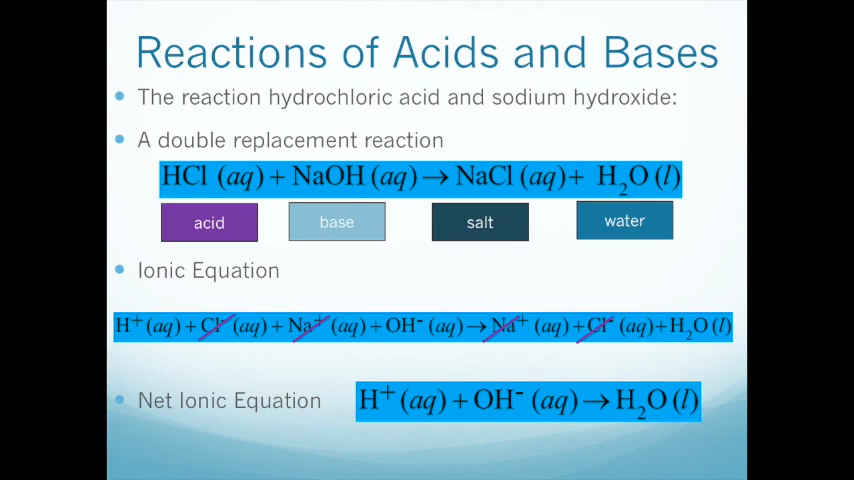 Reactions of Acids and Bases
• The reaction hydrochloric acid and sodium hydroxide:
• A double replacement reaction
HCl (aq) + NaOH (aq) → NaCl (aq) + H₂O (l)
acid base salt water
• Ionic Equation
H⁺ (aq) + Cl⁻ (aq) + Na⁺ (aq) + OH⁻ (aq) → Na⁺ (aq) + Cl⁻ (aq) + H₂O (l)
• Net Ionic Equation H⁺ (aq) + OH⁻ (aq) → H₂O (l)